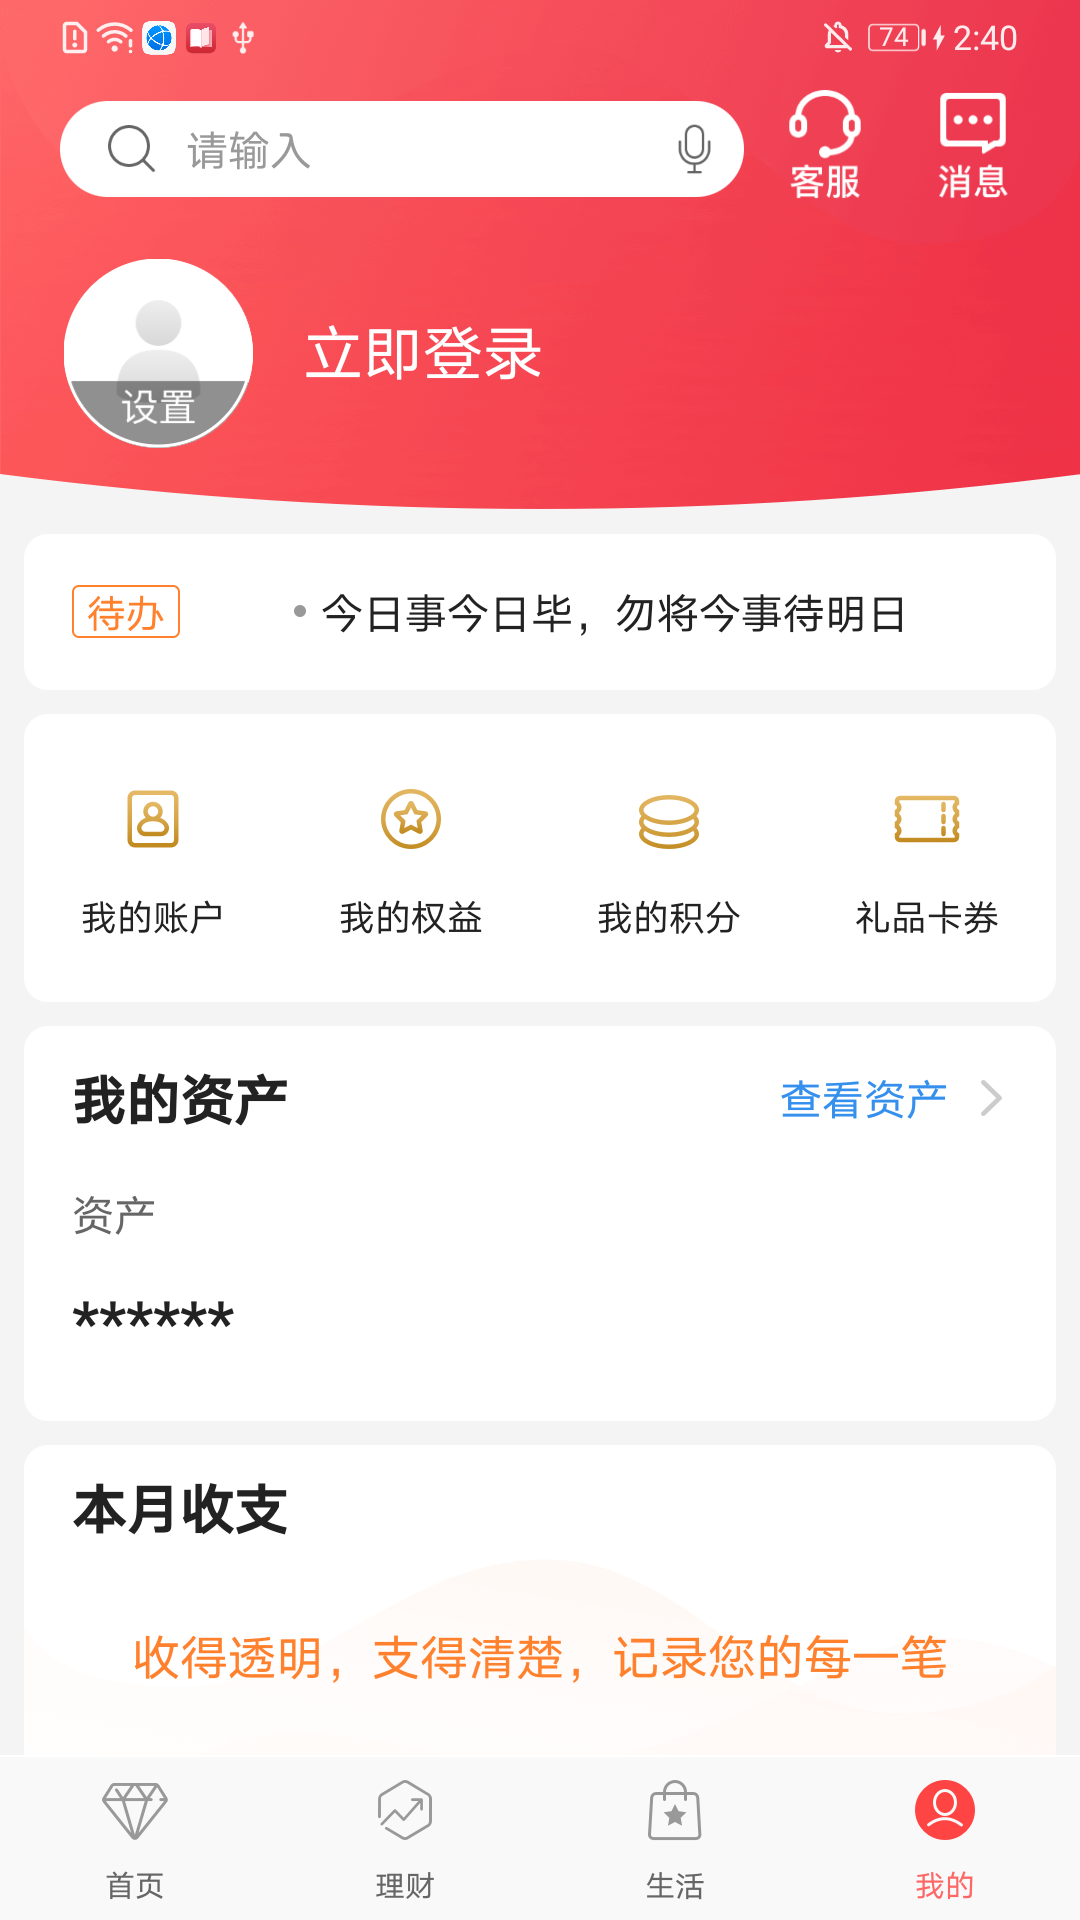 74 2:40
请输入
客服
消息
立即登录
设置
待办
今日事今日毕，勿将今事待明日
我的账户
我的权益
我的积分
礼品卡券
我的资产
查看资产
资产
******
本月收支
收得透明，支得清楚，记录您的每一笔
首页
理财
生活
我的